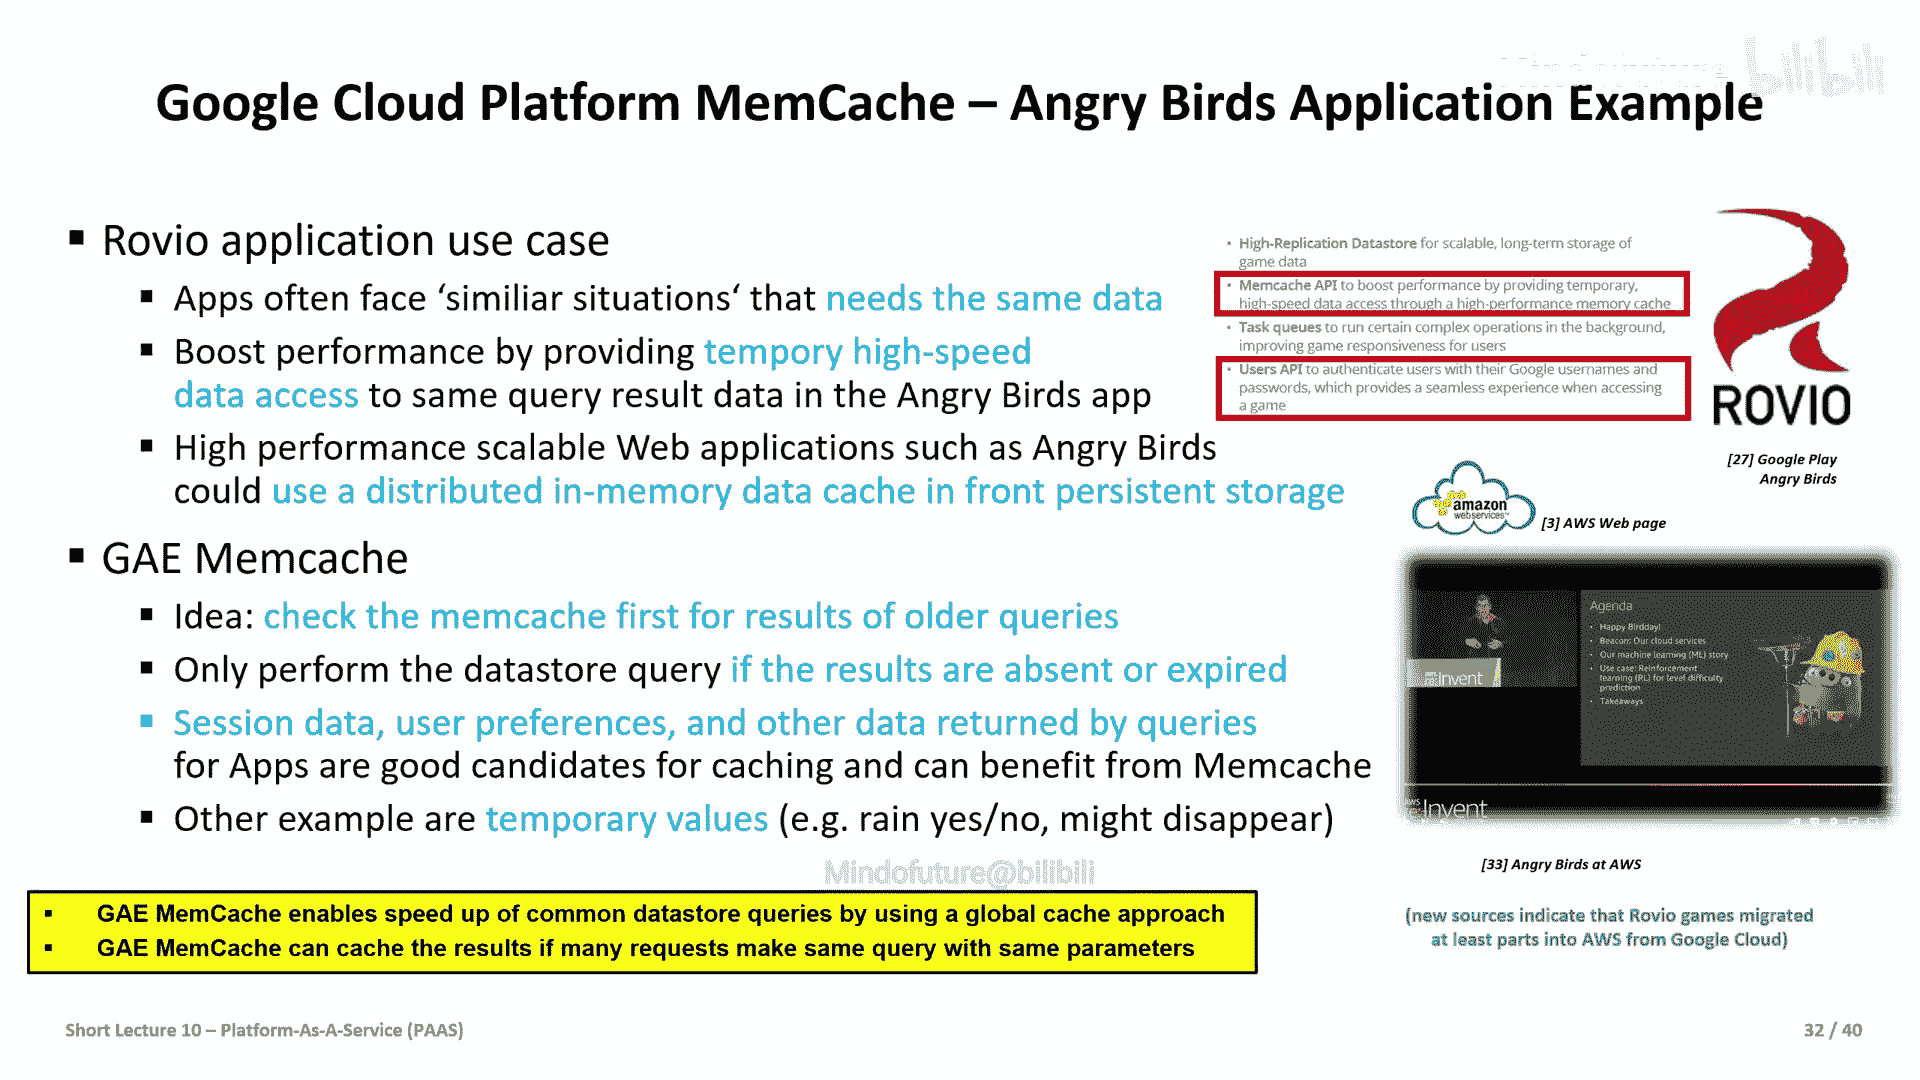 Google Cloud Platform MemCache – Angry Birds Application Example
bilibili
▪ Rovio application use case
▪ Apps often face ‘similiar situations‘ that needs the same data
▪ Boost performance by providing tempory high-speed
data access to same query result data in the Angry Birds app
▪ High performance scalable Web applications such as Angry Birds
could use a distributed in-memory data cache in front persistent storage
▪ GAE Memcache
▪ Idea: check the memcache first for results of older queries
▪ Only perform the datastore query if the results are absent or expired
▪ Session data, user preferences, and other data returned by queries
for Apps are good candidates for caching and can benefit from Memcache
▪ Other example are temporary values (e.g. rain yes/no, might disappear)
• High-Replication Datastore for scalable, long-term storage of
game data
• Memcache API to boost performance by providing temporary,
high-speed data access through a high-performance memory cache
• Task queues to run certain complex operations in the background,
improving game responsiveness for users
• Users API to authenticate users with their Google usernames and
passwords, which provides a seamless experience when accessing
a game
ROVIO
[27] Google Play
Angry Birds
amazon
webservices™
[3] AWS Web page
Agenda
• Happy Birdday!
• Beacon: Our cloud services
• Our machine learning (ML) story
• Use case: Reinforcement
learning (RL) for level difficulty
prediction
• Takeaways
re:Invent
aws
re:Invent
[33] Angry Birds at AWS
(new sources indicate that Rovio games migrated
at least parts into AWS from Google Cloud)
Mindofuture@bilibili
▪ GAE MemCache enables speed up of common datastore queries by using a global cache approach
▪ GAE MemCache can cache the results if many requests make same query with same parameters
Short Lecture 10 – Platform-As-A-Service (PAAS)
32 / 40